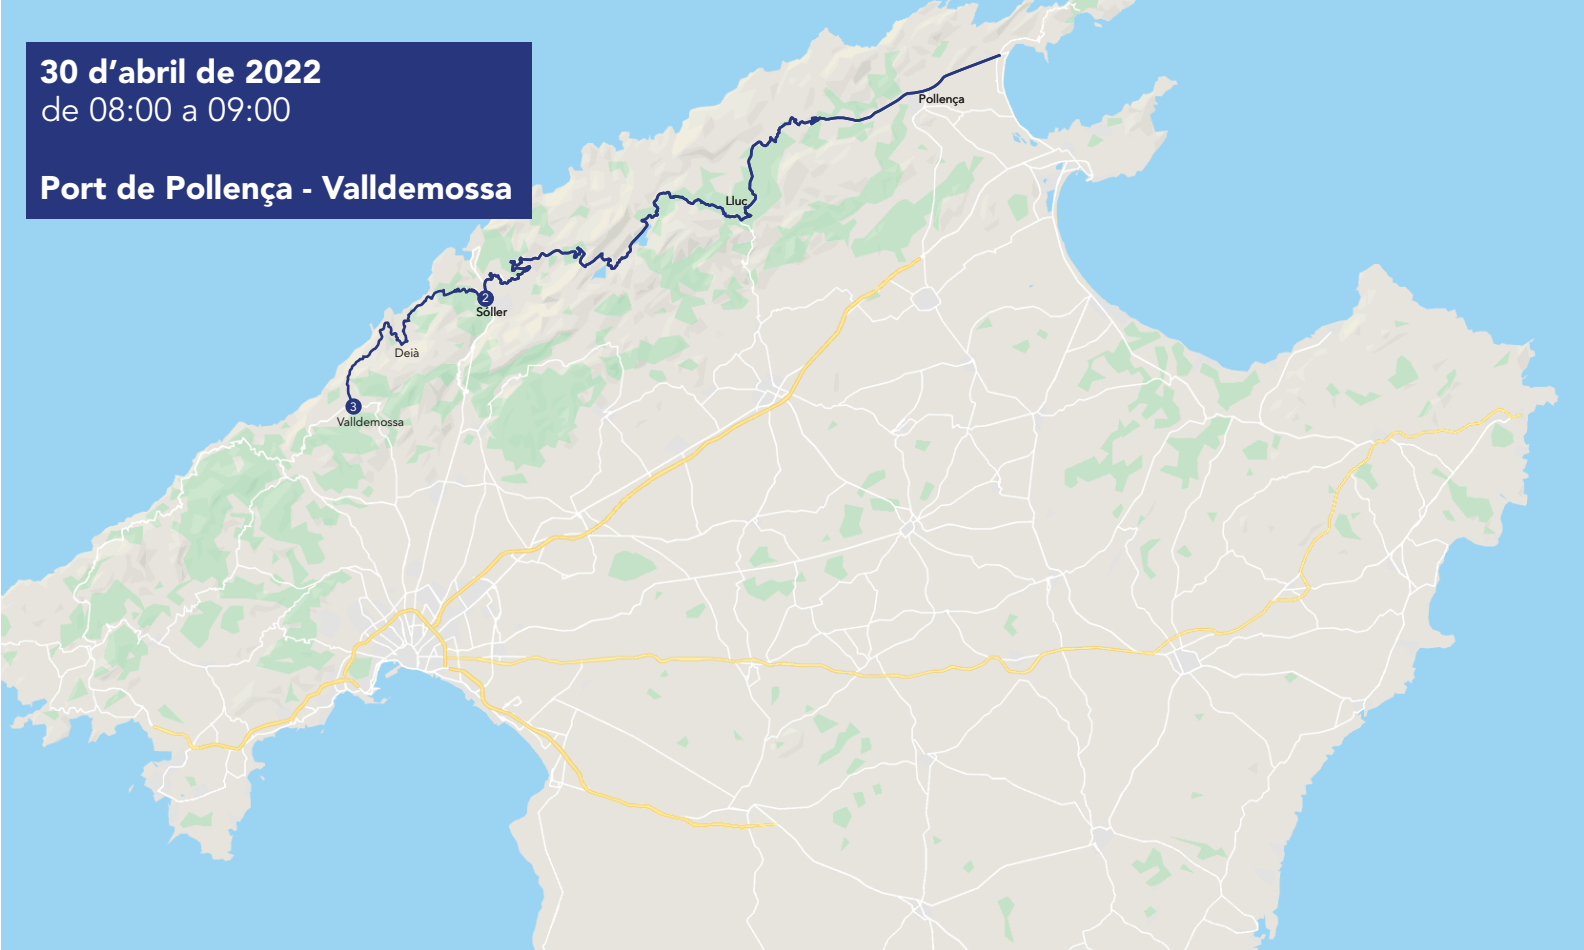 30 d’abril de 2022
de 08:00 a 09:00
Port de Pollença - Valldemossa
Pollença
Lluc
2
Sóller
Deià
3
Valldemossa